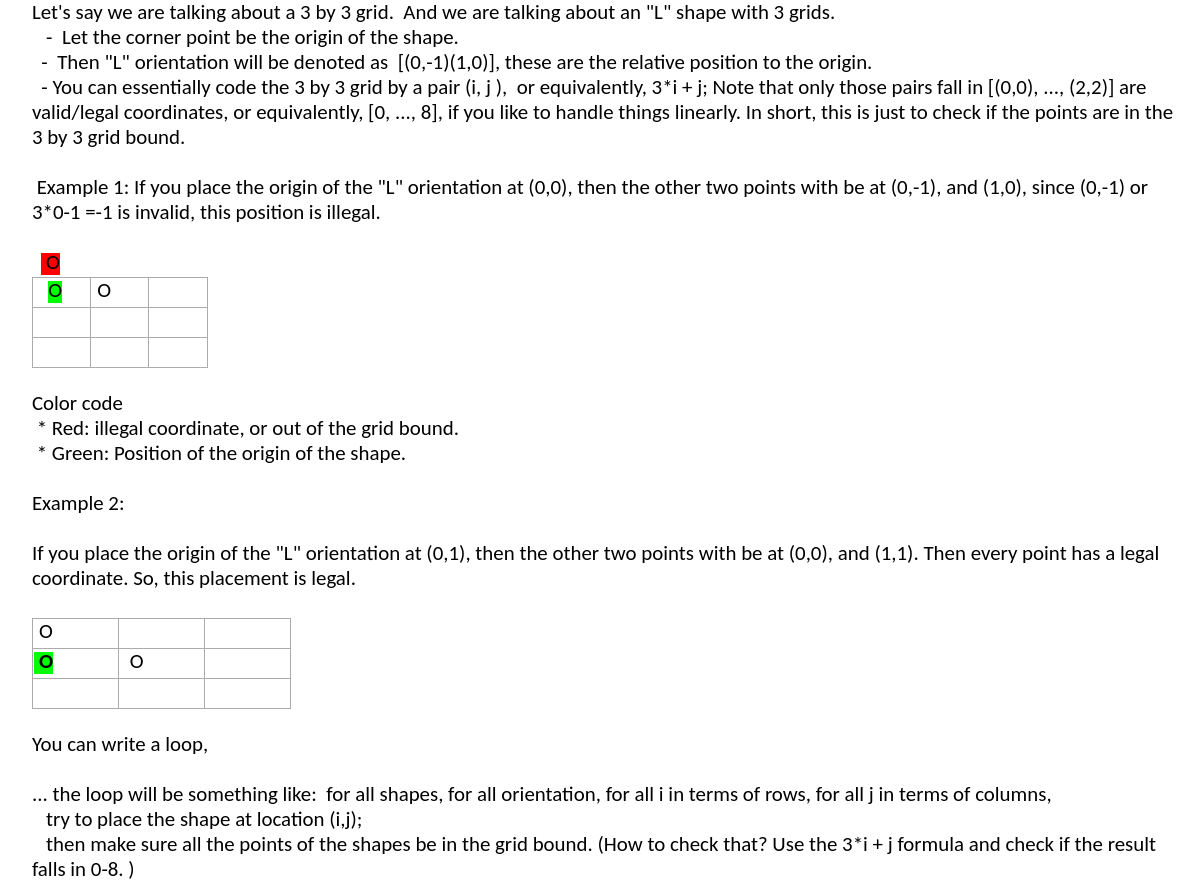 Let's say we are talking about a 3 by 3 grid.  And we are talking about an "L" shape with 3 grids.
- Let the corner point be the origin of the shape.
- Then "L" orientation will be denoted as  [(0,-1)(1,0)], these are the relative position to the origin.
- You can essentially code the 3 by 3 grid by a pair (i, j ),  or equivalently, 3*i + j; Note that only those pairs fall in [(0,0), ..., (2,2)] are
valid/legal coordinates, or equivalently, [0, ..., 8], if you like to handle things linearly. In short, this is just to check if the points are in the
3 by 3 grid bound.
Example 1: If you place the origin of the "L" orientation at (0,0), then the other two points with be at (0,-1), and (1,0), since (0,-1) or
3*0-1 =-1 is invalid, this position is illegal.
O
O O
Color code
* Red: illegal coordinate, or out of the grid bound.
* Green: Position of the origin of the shape.
Example 2:
If you place the origin of the "L" orientation at (0,1), then the other two points with be at (0,0), and (1,1). Then every point has a legal
coordinate. So, this placement is legal.
O
O O
You can write a loop,
... the loop will be something like:  for all shapes, for all orientation, for all i in terms of rows, for all j in terms of columns,
try to place the shape at location (i,j);
then make sure all the points of the shapes be in the grid bound. (How to check that? Use the 3*i + j formula and check if the result
falls in 0-8. )